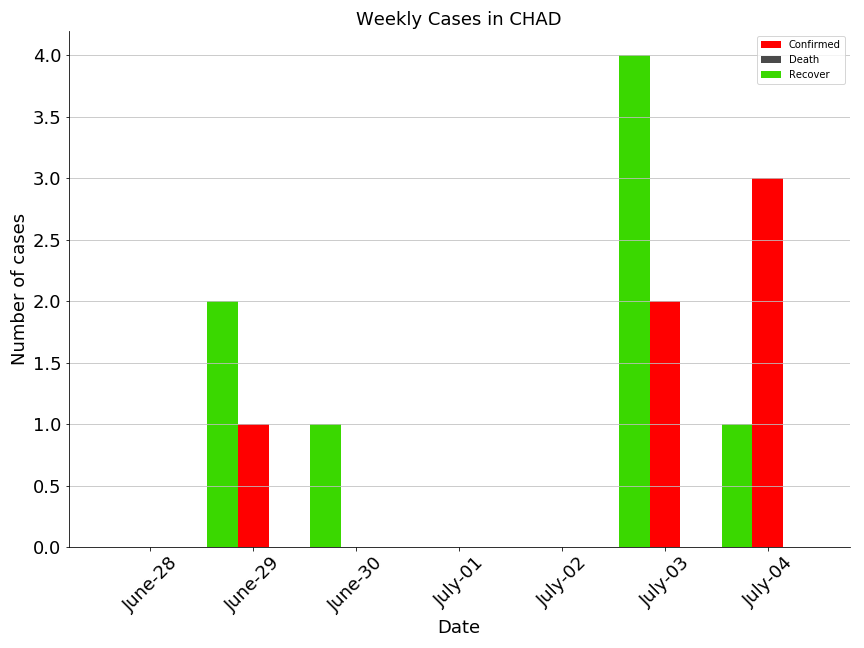 Weekly Cases in CHAD
Confirmed
Death
Recover
4.0
3.5
3.0
2.5
2.0
1.5
1.0
0.5
0.0
Number of cases
June-28
June-29
June-30
July-01
July-02
July-03
July-04
Date